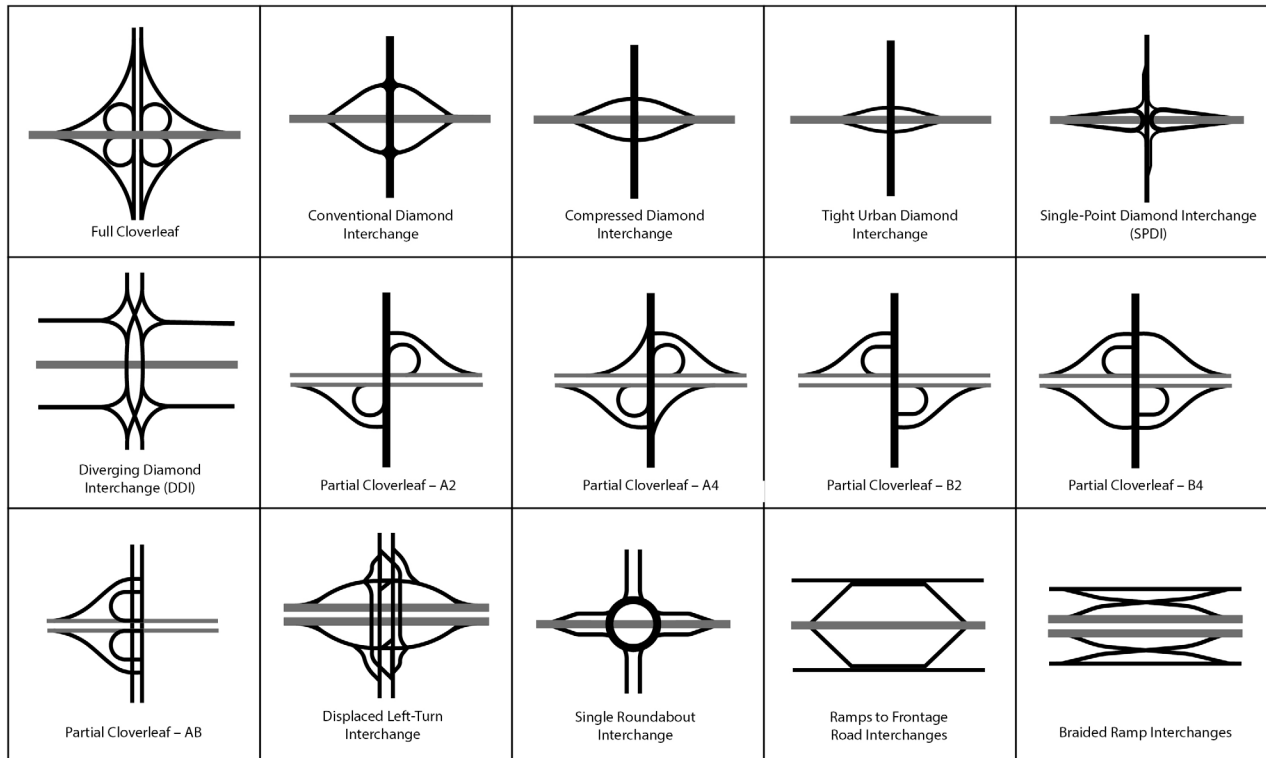 Full Cloverleaf
Conventional Diamond
Interchange
Compressed Diamond
Interchange
Tight Urban Diamond
Interchange
Single-Point Diamond Interchange
(SPDI)
Diverging Diamond
Interchange (DDI)
Partial Cloverleaf – A2
Partial Cloverleaf – A4
Partial Cloverleaf – B2
Partial Cloverleaf – B4
Partial Cloverleaf – AB
Displaced Left-Turn
Interchange
Single Roundabout
Interchange
Ramps to Frontage
Road Interchanges
Braided Ramp Interchanges